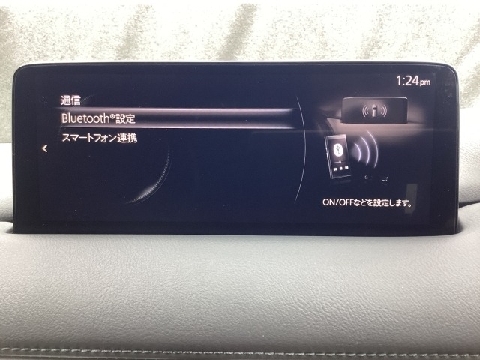 1:24pm
通信
Bluetooth®設定
スマートフォン連携
ON/OFFなどを設定します。